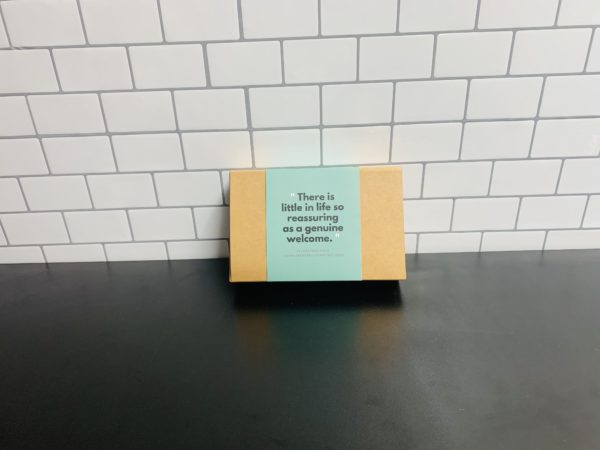 " There is
little in life so
reassuring
as a genuine
welcome. "